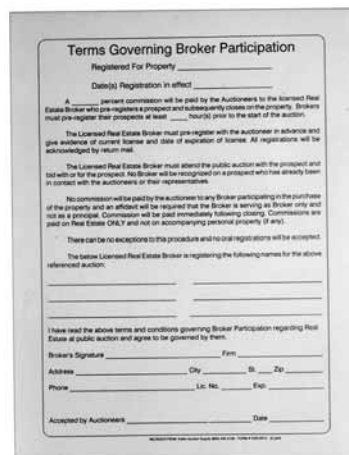 Terms Governing Broker Participation
Registered For Property
Date(s) Registration in effect
A ____ percent commission will be paid by the Auctioneers to the licensed Real
Estate Broker who pre-registers a prospect and subsequently closes on the property. Brokers
must pre-register their prospects at least ____ hour(s) prior to the start of the auction.
The Licensed Real Estate Broker must pre-register with the auctioneer in advance and
give evidence of current license and date of expiration of license. All registrations will be
acknowledged by return mail.
The Licensed Real Estate Broker must attend the public auction with the prospect and
bid with or for the prospect. No Broker will be recognized on a prospect who has already been
in contact with the auctioneers or their representatives.
No commission will be paid by the auctioneer to any Broker participating in the purchase
of the property and an affidavit will be required that the Broker is serving as Broker only and
not as a principal. Commission will be paid immediately following closing. Commissions are
paid on Real Estate ONLY and not on accompanying personal property (if any).
There can be no exceptions to this procedure and no oral registrations will be accepted.
The below Licensed Real Estate Broker is registering the following names for the above
referenced auction:
I have read the above terms and conditions governing Broker Participation regarding Real
Estate at public auction and agree to be governed by them.
Broker's Signature Firm
Address City St. Zip
Phone Lic. No. Exp.
Accepted by Auctioneers Date